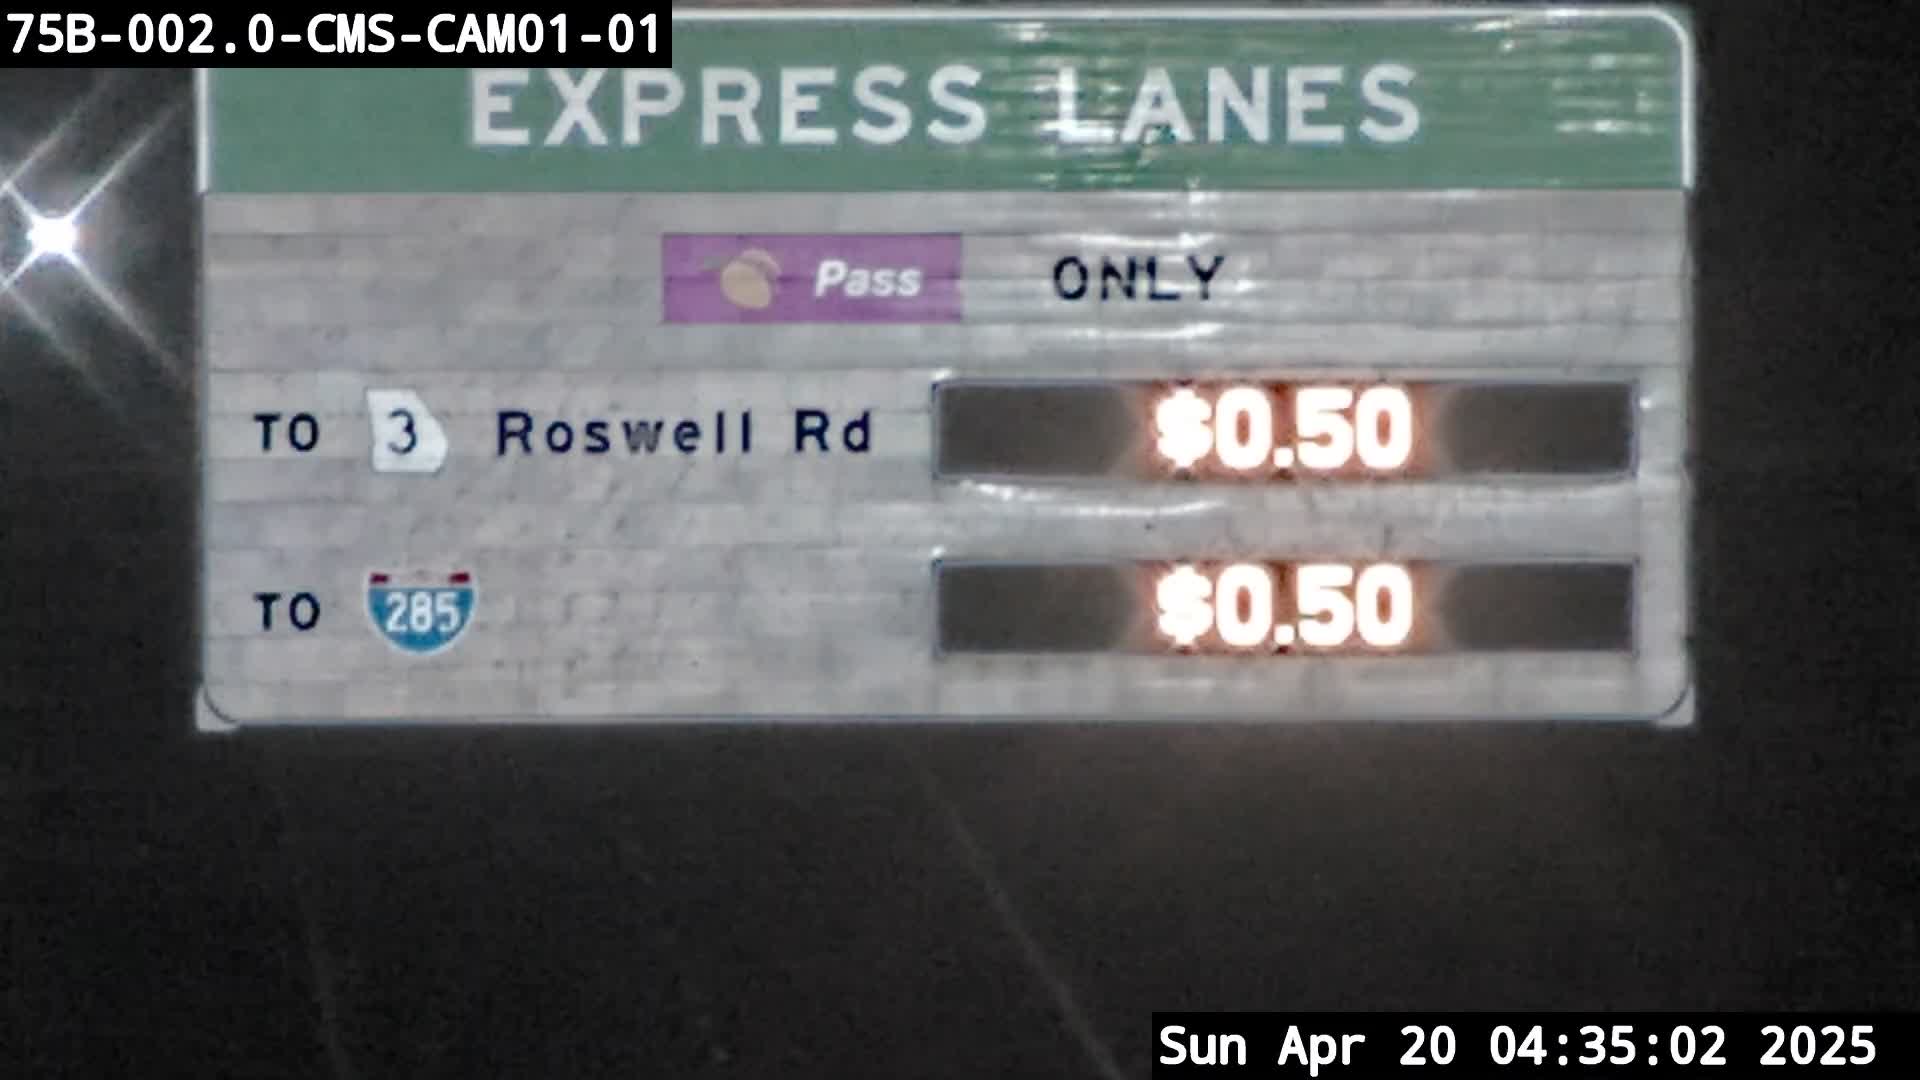 75B-002.0-CMS-CAM01-01
EXPRESS LANES
Pass ONLY
TO 3 Roswell Rd $0.50
TO 285 $0.50
Sun Apr 20 04:35:02 2025